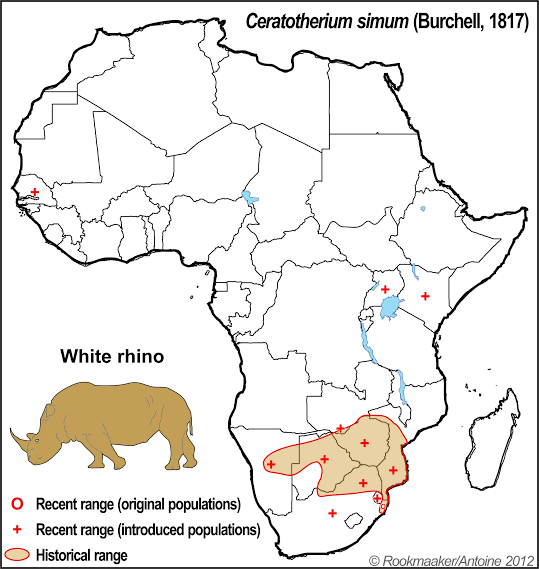 Ceratotherium simum (Burchell, 1817)
White rhino
Recent range (original populations)
Recent range (introduced populations)
Historical range
© Rookmaaker/Antoine 2012